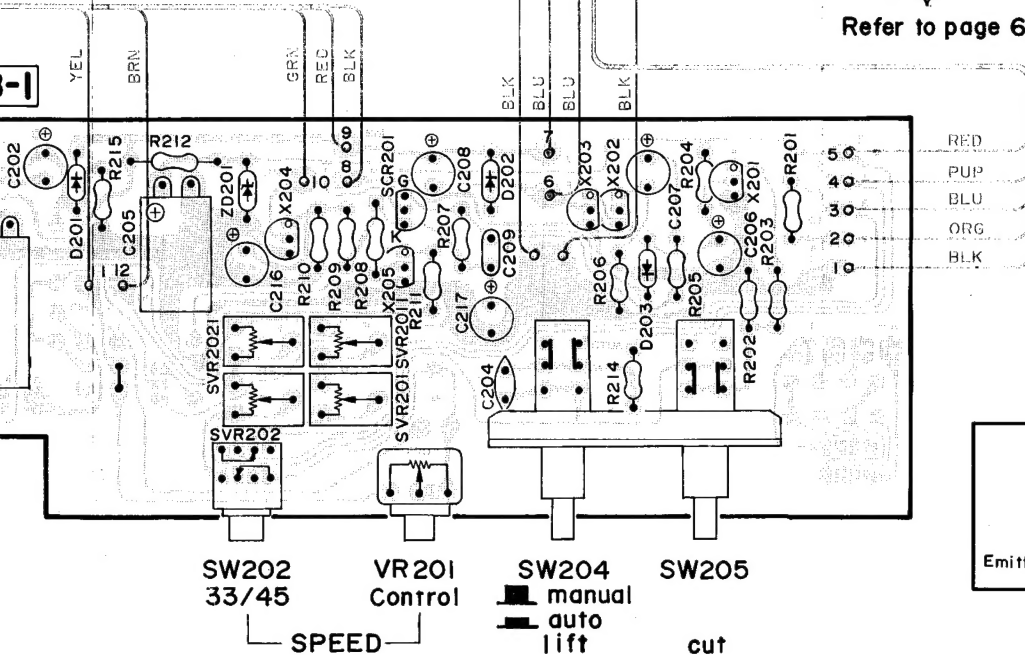 Refer to page 6
B-1
YEL
BRN
GRN
RED
BLK
BLK
BLU
BLU
BLK
C202
D201
R215
R212
C205
11 12
ZD201
X204
C216
10
9
8
R210
R209
R208
SCR201
G
K
X205
R211
C208
R207
D202
C209
C217
7
6
X203
X202
R204
C207
X201
R201
R206
D203
R205
C206
R203
R202
R214
C204
5
4
3
2
1
RED
PUP
BLU
ORG
BLK
SVR2021
SVR2011
SVR201
SVR202
SW202
33/45
VR201
Control
SPEED
SW204
manual
auto
lift
SW205
cut
Emitt